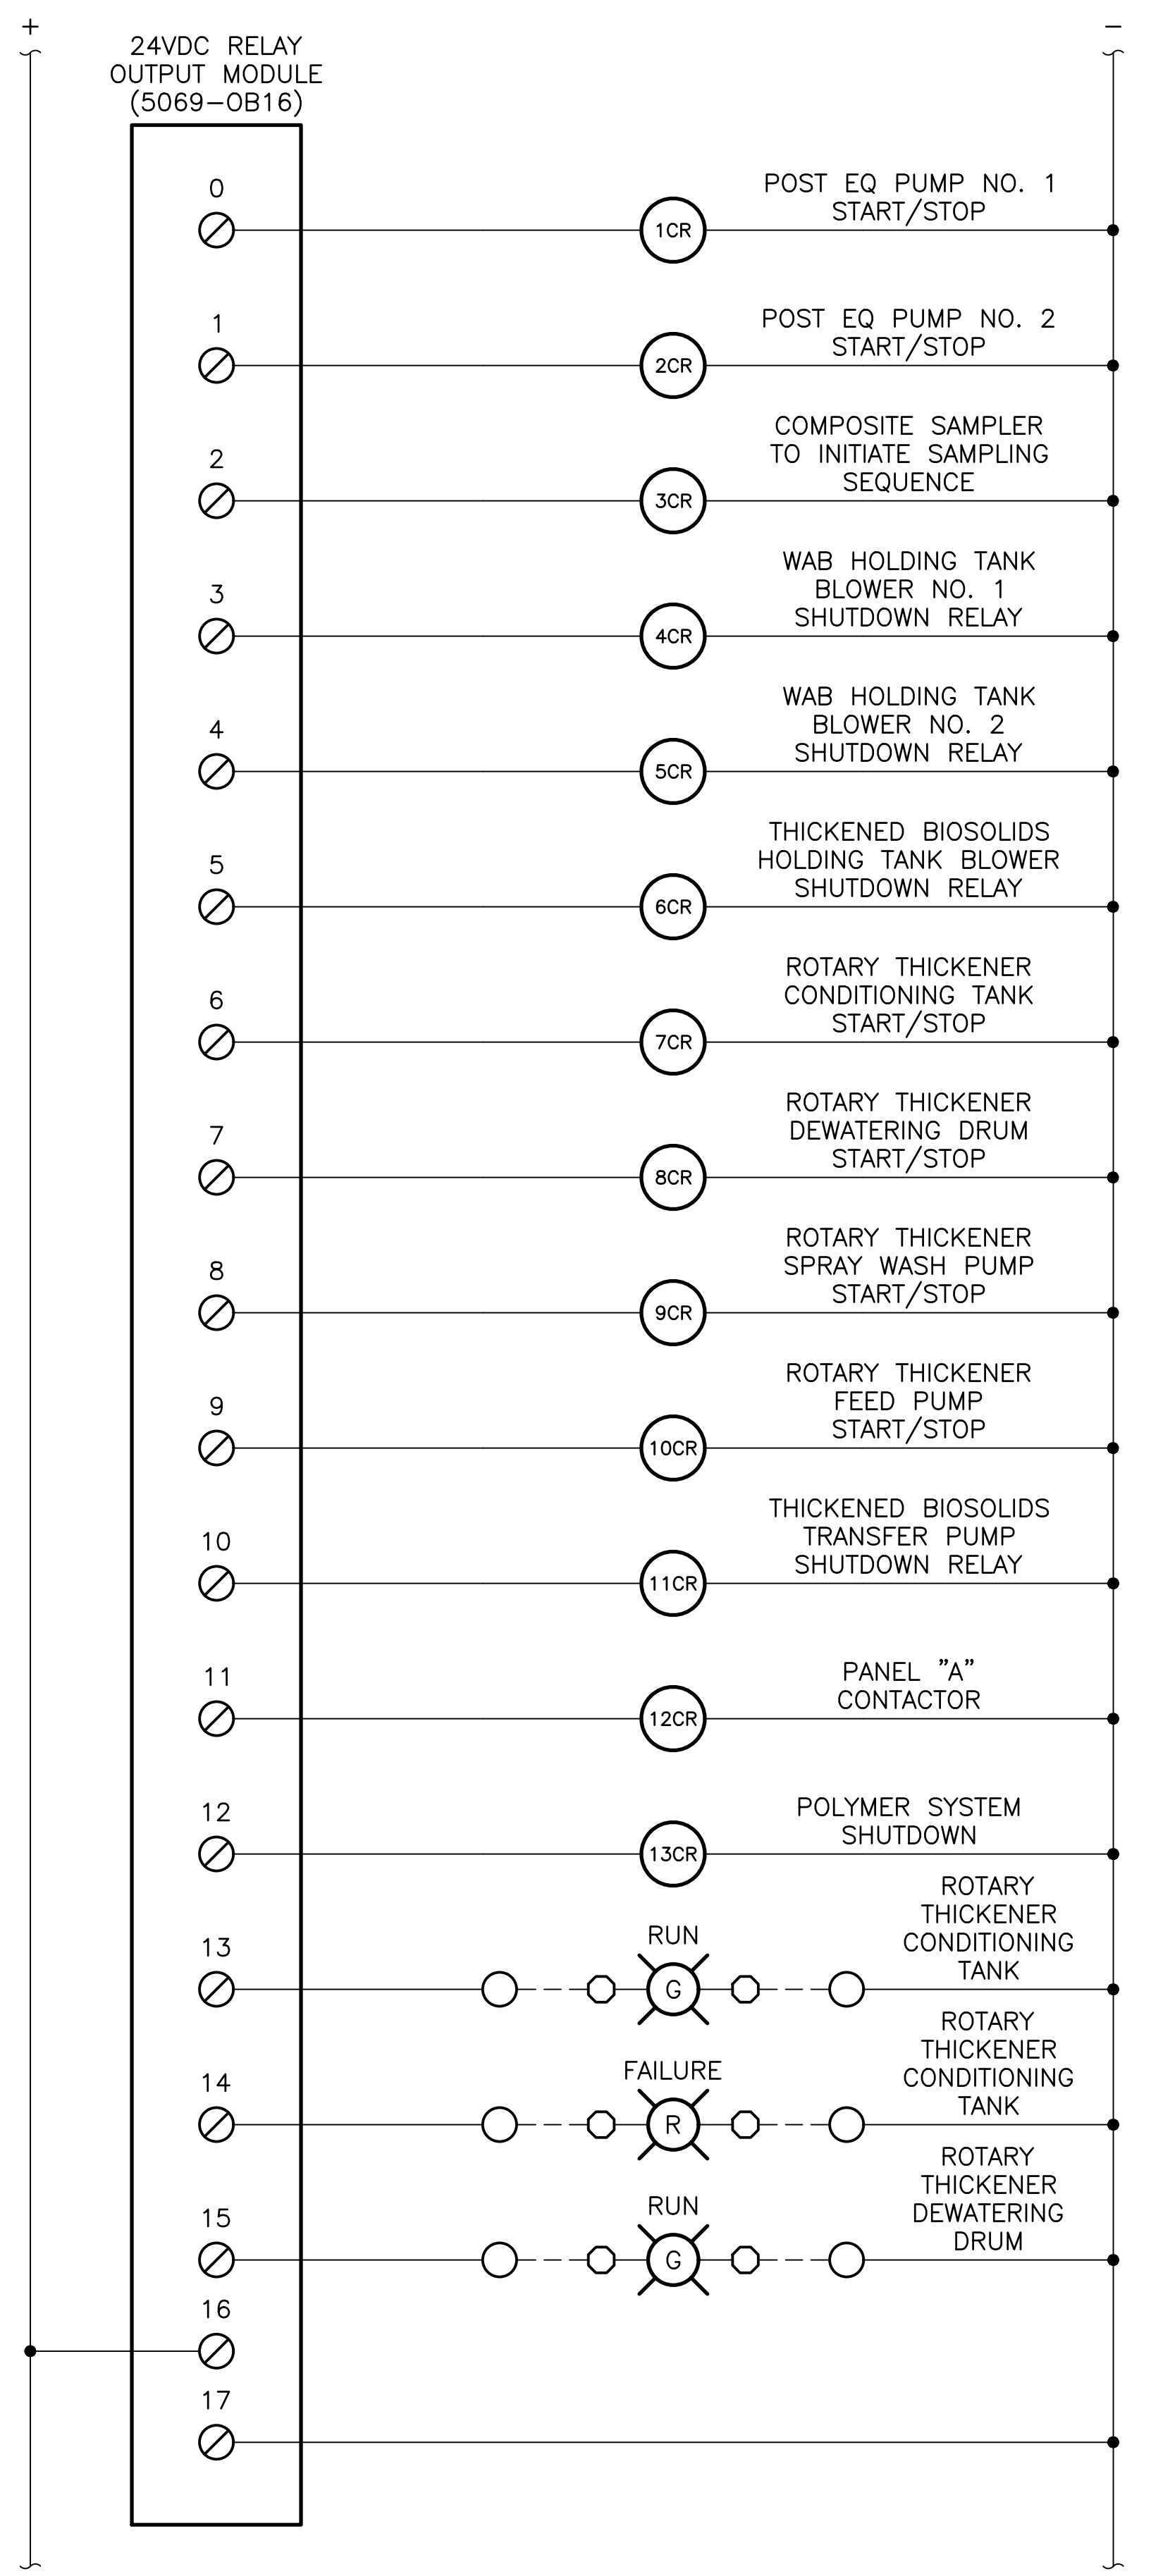 +
−
24VDC RELAY
OUTPUT MODULE
(5069-OB16)
0
1CR
POST EQ PUMP NO. 1
START/STOP
1
2CR
POST EQ PUMP NO. 2
START/STOP
2
3CR
COMPOSITE SAMPLER
TO INITIATE SAMPLING
SEQUENCE
3
4CR
WAB HOLDING TANK
BLOWER NO. 1
SHUTDOWN RELAY
4
5CR
WAB HOLDING TANK
BLOWER NO. 2
SHUTDOWN RELAY
5
6CR
THICKENED BIOSOLIDS
HOLDING TANK BLOWER
SHUTDOWN RELAY
6
7CR
ROTARY THICKENER
CONDITIONING TANK
START/STOP
7
8CR
ROTARY THICKENER
DEWATERING DRUM
START/STOP
8
9CR
ROTARY THICKENER
SPRAY WASH PUMP
START/STOP
9
10CR
ROTARY THICKENER
FEED PUMP
START/STOP
10
11CR
THICKENED BIOSOLIDS
TRANSFER PUMP
SHUTDOWN RELAY
11
12CR
PANEL "A"
CONTACTOR
12
13CR
POLYMER SYSTEM
SHUTDOWN
13
RUN
G
ROTARY
THICKENER
CONDITIONING
TANK
14
FAILURE
R
ROTARY
THICKENER
CONDITIONING
TANK
15
RUN
G
ROTARY
THICKENER
DEWATERING
DRUM
16
17